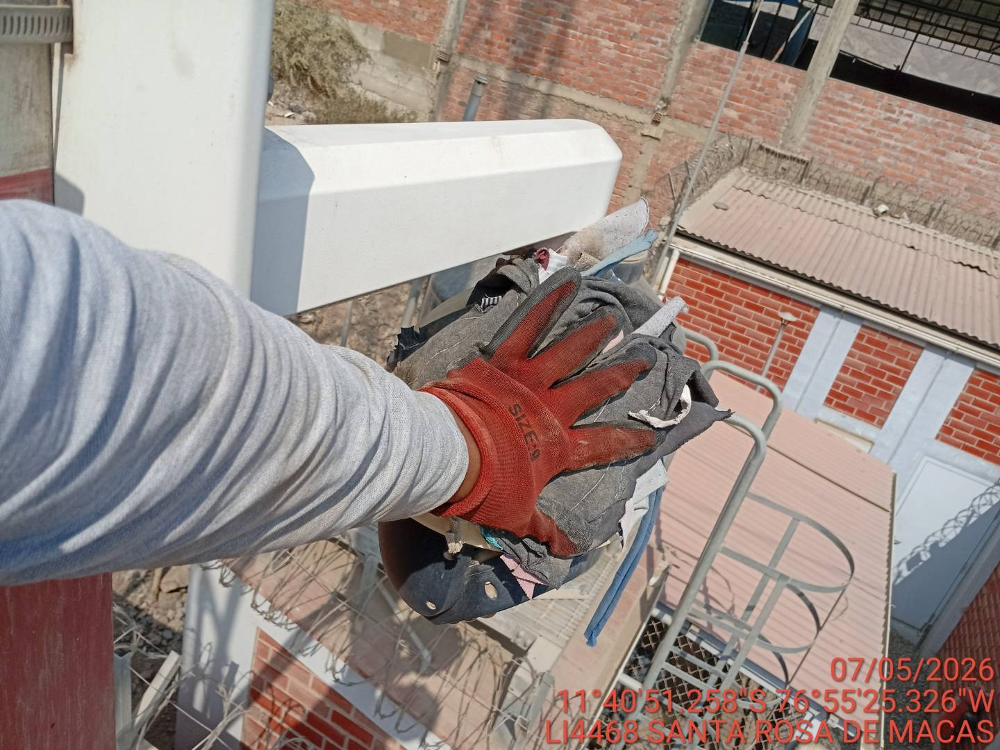 SIZE:9
07/05/2026
11°40'51.258"S 76°55'25.326"W
LI4468 SANTA ROSA DE MACAS